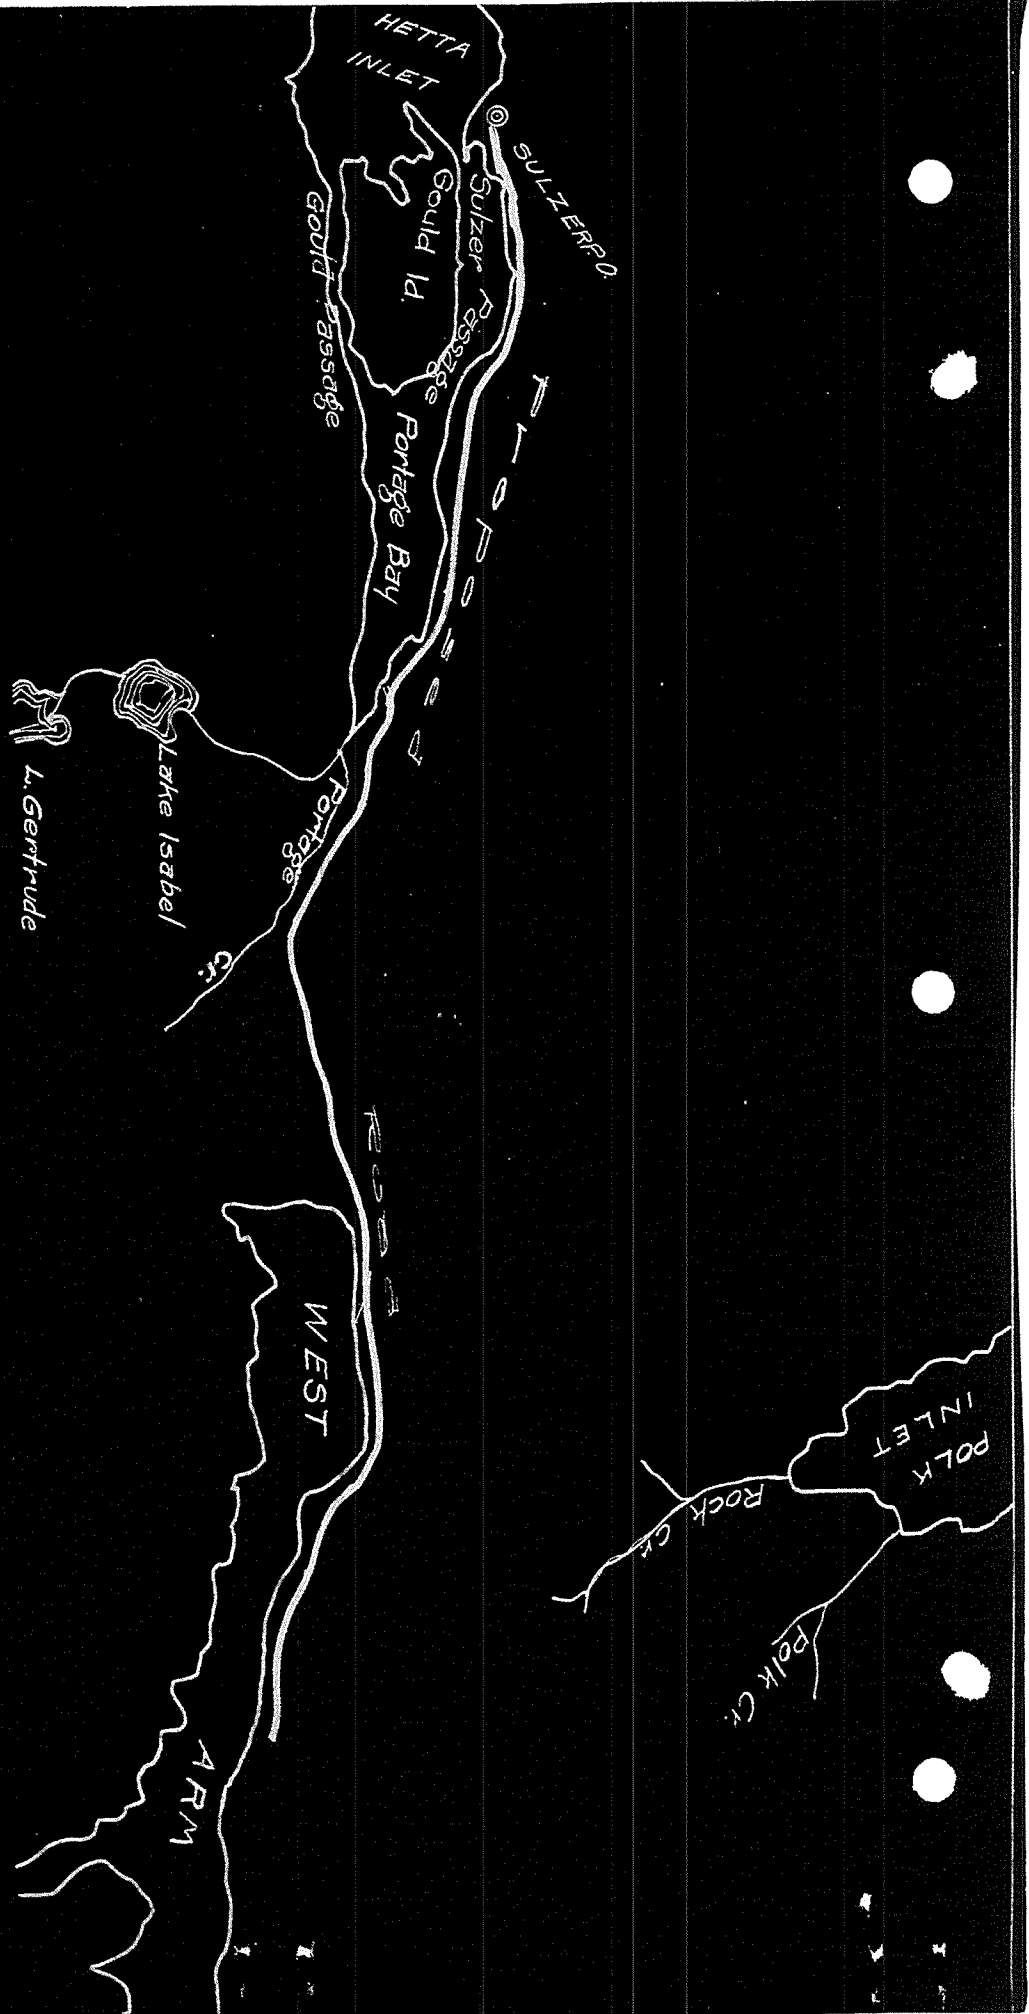 HETTA
INLET
SULZER P.O.
Sulzer Passage
Gould Id.
Gould Passage
Portage Bay
Proposed
Road
Lake Isabel
L. Gertrude
Portage
Cr.
WEST
ARM
POLK
INLET
Rock Cr.
Polk Cr.